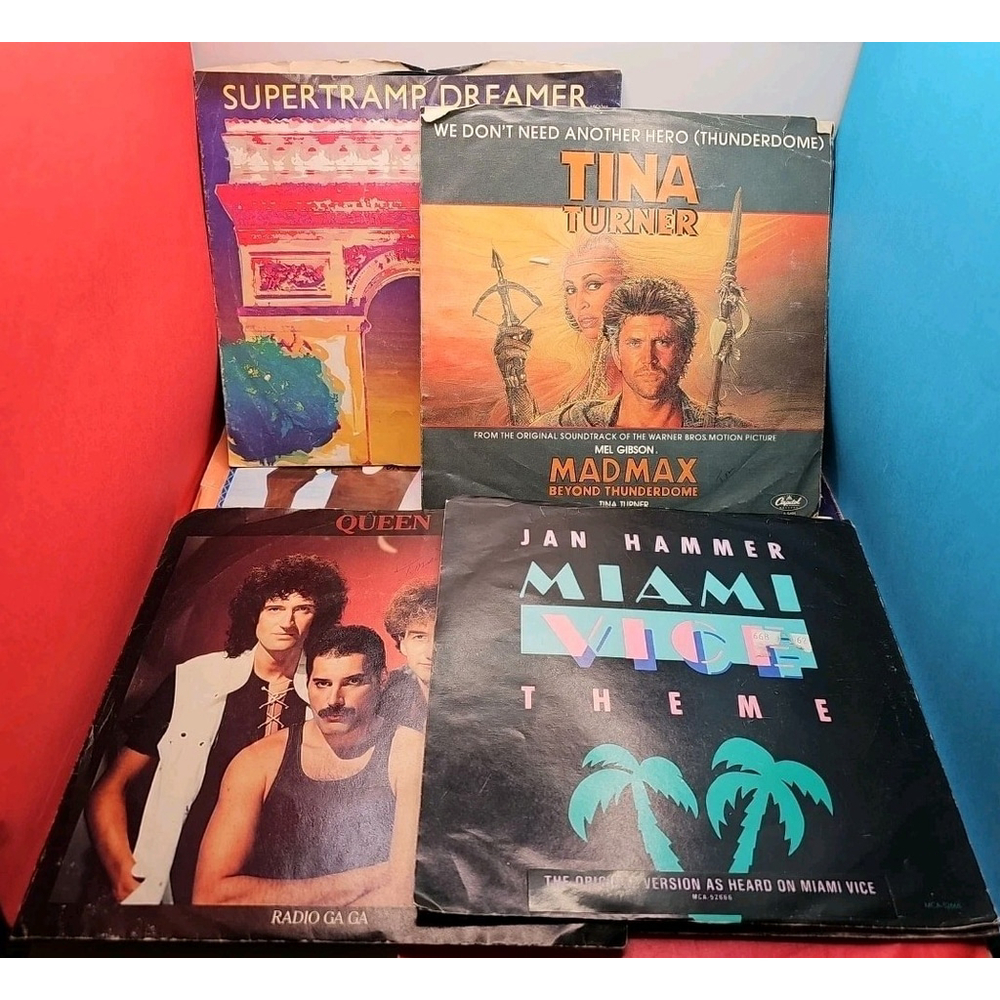 SUPERTRAMP DREAMER
WE DON'T NEED ANOTHER HERO (THUNDERDOME)
TINA
TURNER
FROM THE ORIGINAL SOUNDTRACK OF THE WARNER BROS. MOTION PICTURE
MEL GIBSON.
MAD MAX
BEYOND THUNDERDOME
TINA TURNER
Capitol
QUEEN
RADIO GA GA
JAN HAMMER
MIAMI
VICE
668
THEME
THE VERSION AS HEARD ON MIAMI VICE
MCA-52666